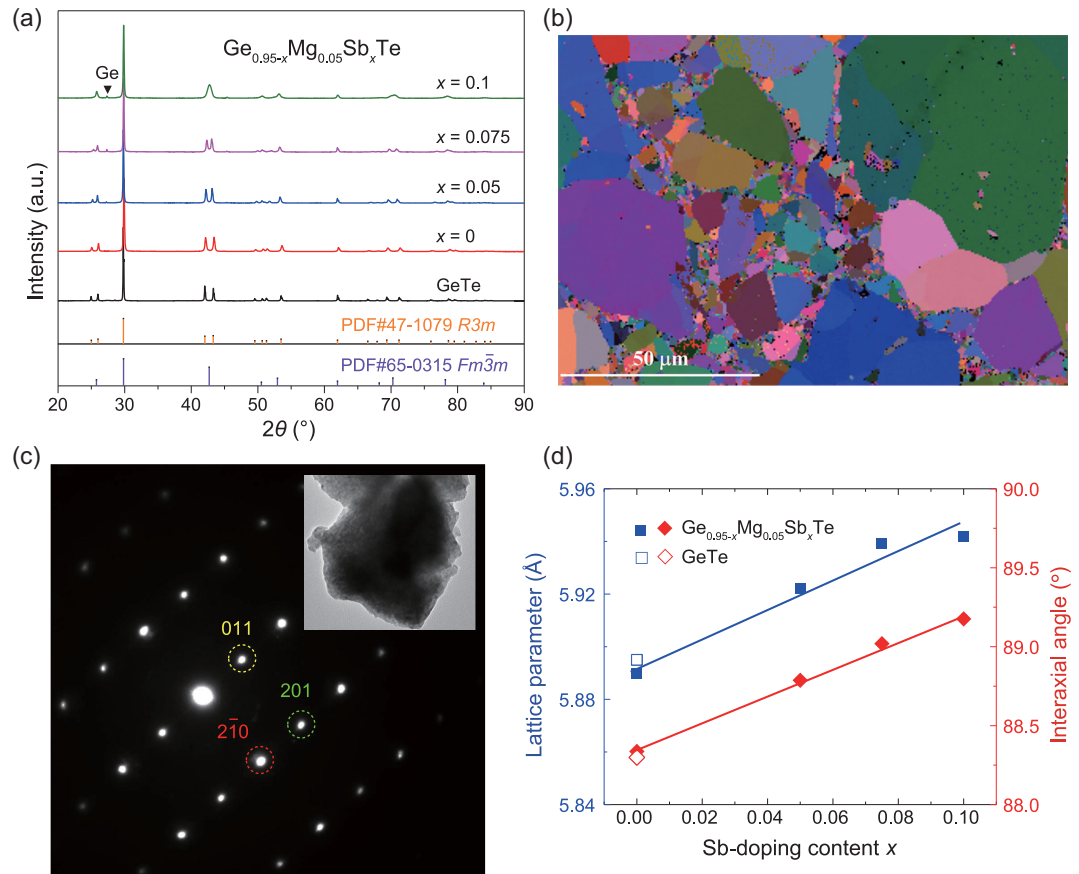 (a)
Ge0.95-xMg0.05SbxTe
Ge
x = 0.1
x = 0.075
x = 0.05
x = 0
GeTe
PDF#47-1079 R3m
PDF#65-0315 Fm3̄m
Intensity (a.u.)
20 30 40 50 60 70 80 90
2θ (°)
(b)
50 μm
(c)
011
201
21̄0
(d)
5.96
5.92
5.88
5.84
Lattice parameter (Å)
Ge0.95-xMg0.05SbxTe
GeTe
90.0
89.5
89.0
88.5
88.0
Interaxial angle (°)
0.00 0.02 0.04 0.06 0.08 0.10
Sb-doping content x